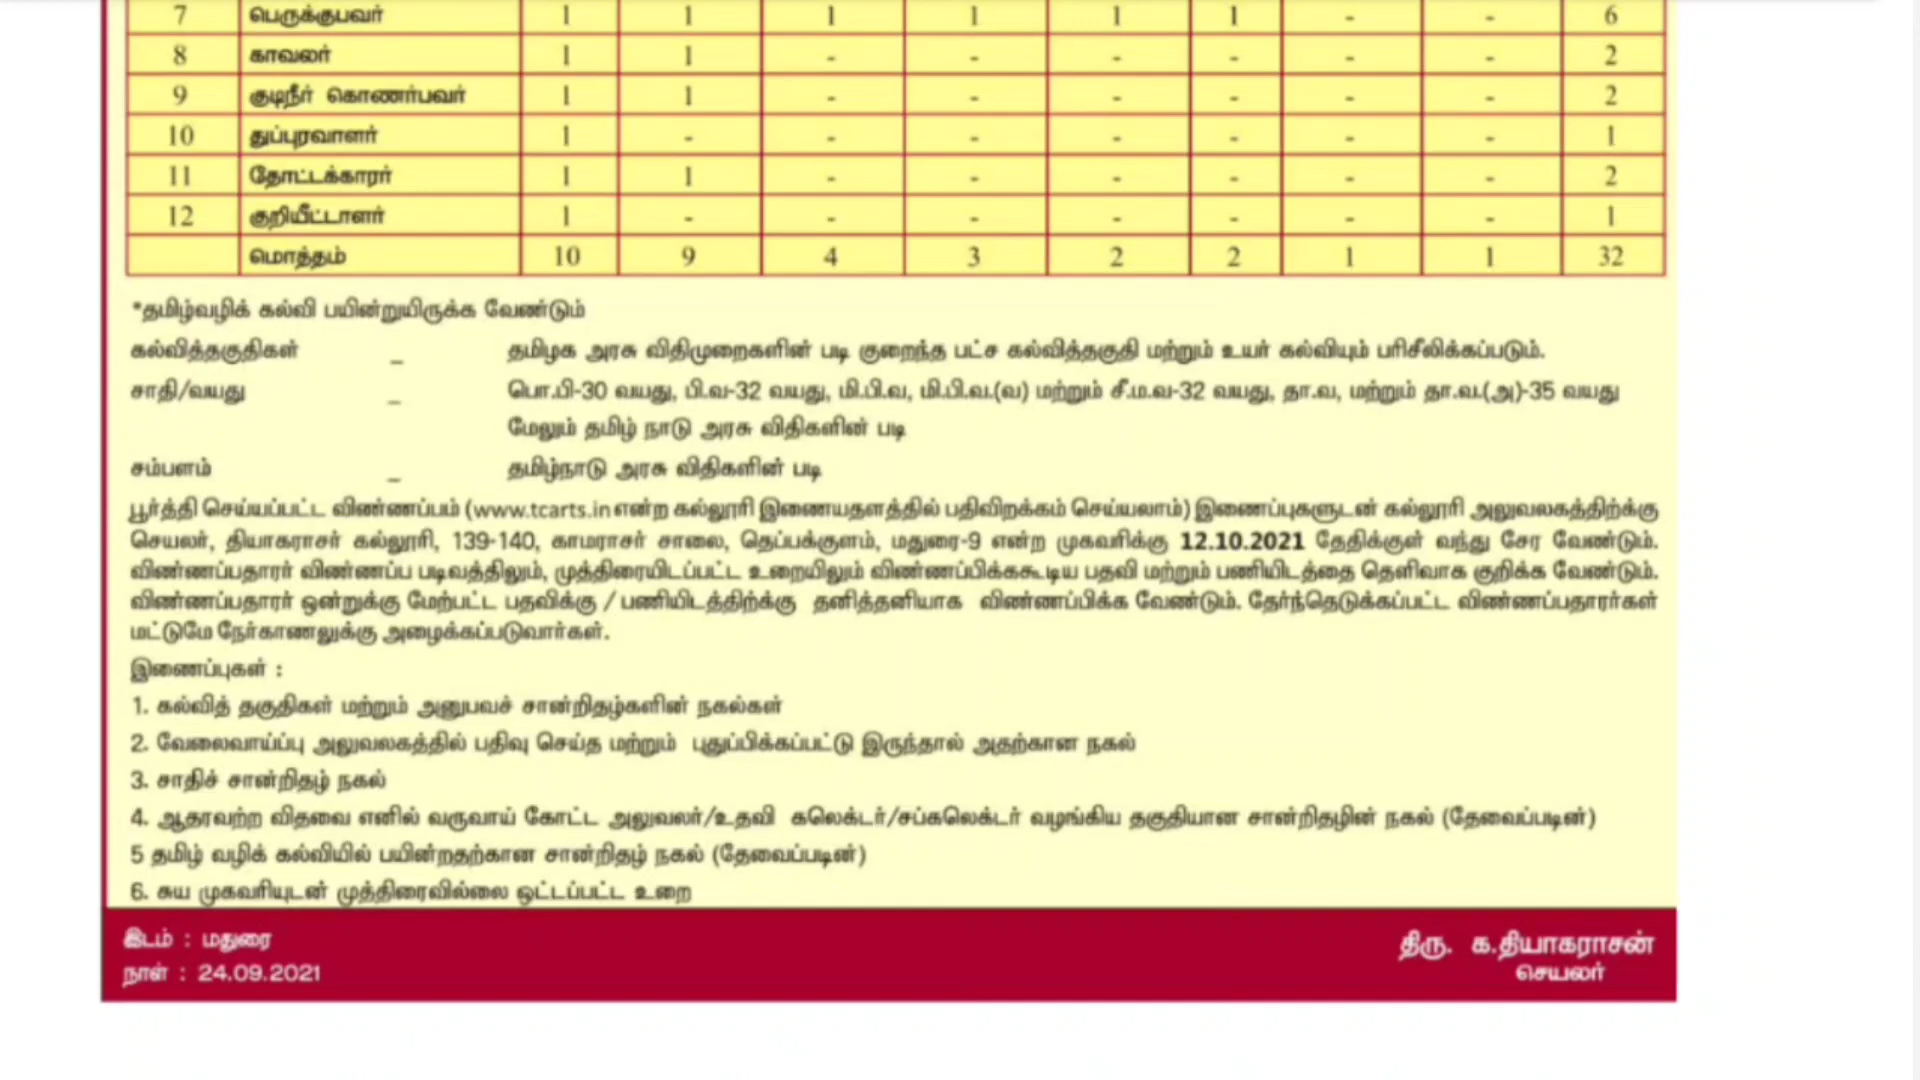 7 பெருக்குபவர் 1 1 1 1 1 1 - - 6
8 காவலர் 1 1 - - - - - - 2
9 குடிநீர் கொணர்பவர் 1 1 - - - - - - 2
10 துப்புரவாளர் 1 - - - - - - - 1
11 தோட்டக்காரர் 1 1 - - - - - - 2
12 குறியீட்டாளர் 1 - - - - - - - 1
மொத்தம் 10 9 4 3 2 2 1 1 32
*தமிழ்வழிக் கல்வி பயின்றுயிருக்க வேண்டும்
கல்வித்தகுதிகள் – தமிழக அரசு விதிமுறைகளின் படி குறைந்த பட்ச கல்வித்தகுதி மற்றும் உயர் கல்வியும் பரிசீலிக்கப்படும்.
சாதி/வயது – பொ.பி-30 வயது, பி.வ-32 வயது, மி.பி.வ, மி.பி.வ.(வ) மற்றும் சீ.ம.வ-32 வயது, தா.வ, மற்றும் தா.வ.(அ)-35 வயது
மேலும் தமிழ் நாடு அரசு விதிகளின் படி
சம்பளம் – தமிழ்நாடு அரசு விதிகளின் படி
பூர்த்தி செய்யப்பட்ட விண்ணப்பம் (www.tcarts.in என்ற கல்லூரி இணையதளத்தில் பதிவிறக்கம் செய்யலாம்) இணைப்புகளுடன் கல்லூரி அலுவலகத்திற்க்கு
செயலர், தியாகராசர் கல்லூரி, 139-140, காமராசர் சாலை, தெப்பக்குளம், மதுரை-9 என்ற முகவரிக்கு 12.10.2021 தேதிக்குள் வந்து சேர வேண்டும்.
விண்ணப்பதாரர் விண்ணப்ப படிவத்திலும், முத்திரையிடப்பட்ட உறையிலும் விண்ணப்பிக்ககூடிய பதவி மற்றும் பணியிடத்தை தெளிவாக குறிக்க வேண்டும்.
விண்ணப்பதாரர் ஒன்றுக்கு மேற்பட்ட பதவிக்கு / பணியிடத்திற்க்கு தனித்தனியாக விண்ணப்பிக்க வேண்டும். தேர்ந்தெடுக்கப்பட்ட விண்ணப்பதாரர்கள்
மட்டுமே நேர்காணலுக்கு அழைக்கப்படுவார்கள்.
இணைப்புகள் :
1. கல்வித் தகுதிகள் மற்றும் அனுபவச் சான்றிதழ்களின் நகல்கள்
2. வேலைவாய்ப்பு அலுவலகத்தில் பதிவு செய்த மற்றும் புதுப்பிக்கப்பட்டு இருந்தால் அதற்கான நகல்
3. சாதிச் சான்றிதழ் நகல்
4. ஆதரவற்ற விதவை எனில் வருவாய் கோட்ட அலுவலர்/உதவி கலெக்டர்/சப்கலெக்டர் வழங்கிய தகுதியான சான்றிதழின் நகல் (தேவைப்படின்)
5 தமிழ் வழிக் கல்வியில் பயின்றதற்கான சான்றிதழ் நகல் (தேவைப்படின்)
6. சுய முகவரியுடன் முத்திரைவில்லை ஒட்டப்பட்ட உறை
இடம் : மதுரை
திரு. க.தியாகராசன்
நாள் : 24.09.2021
செயலர்